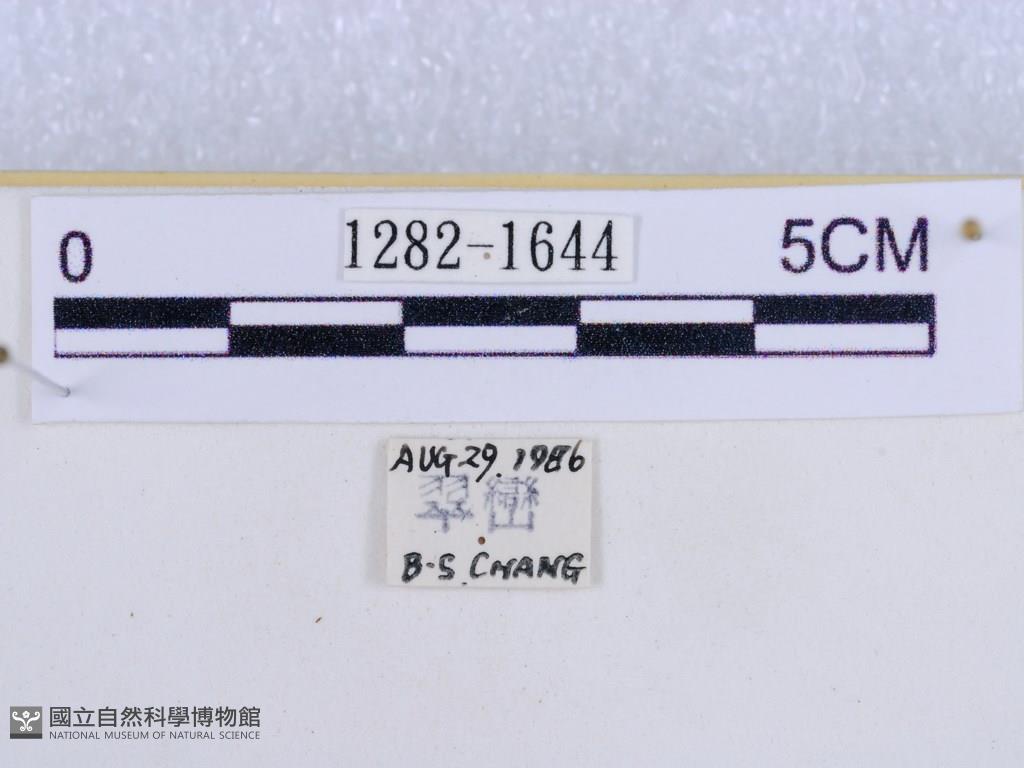 0 1282-1644 5CM
AUG 29. 1986
翠巒
B-S. CHANG
國立自然科學博物館
NATIONAL MUSEUM OF NATURAL SCIENCE